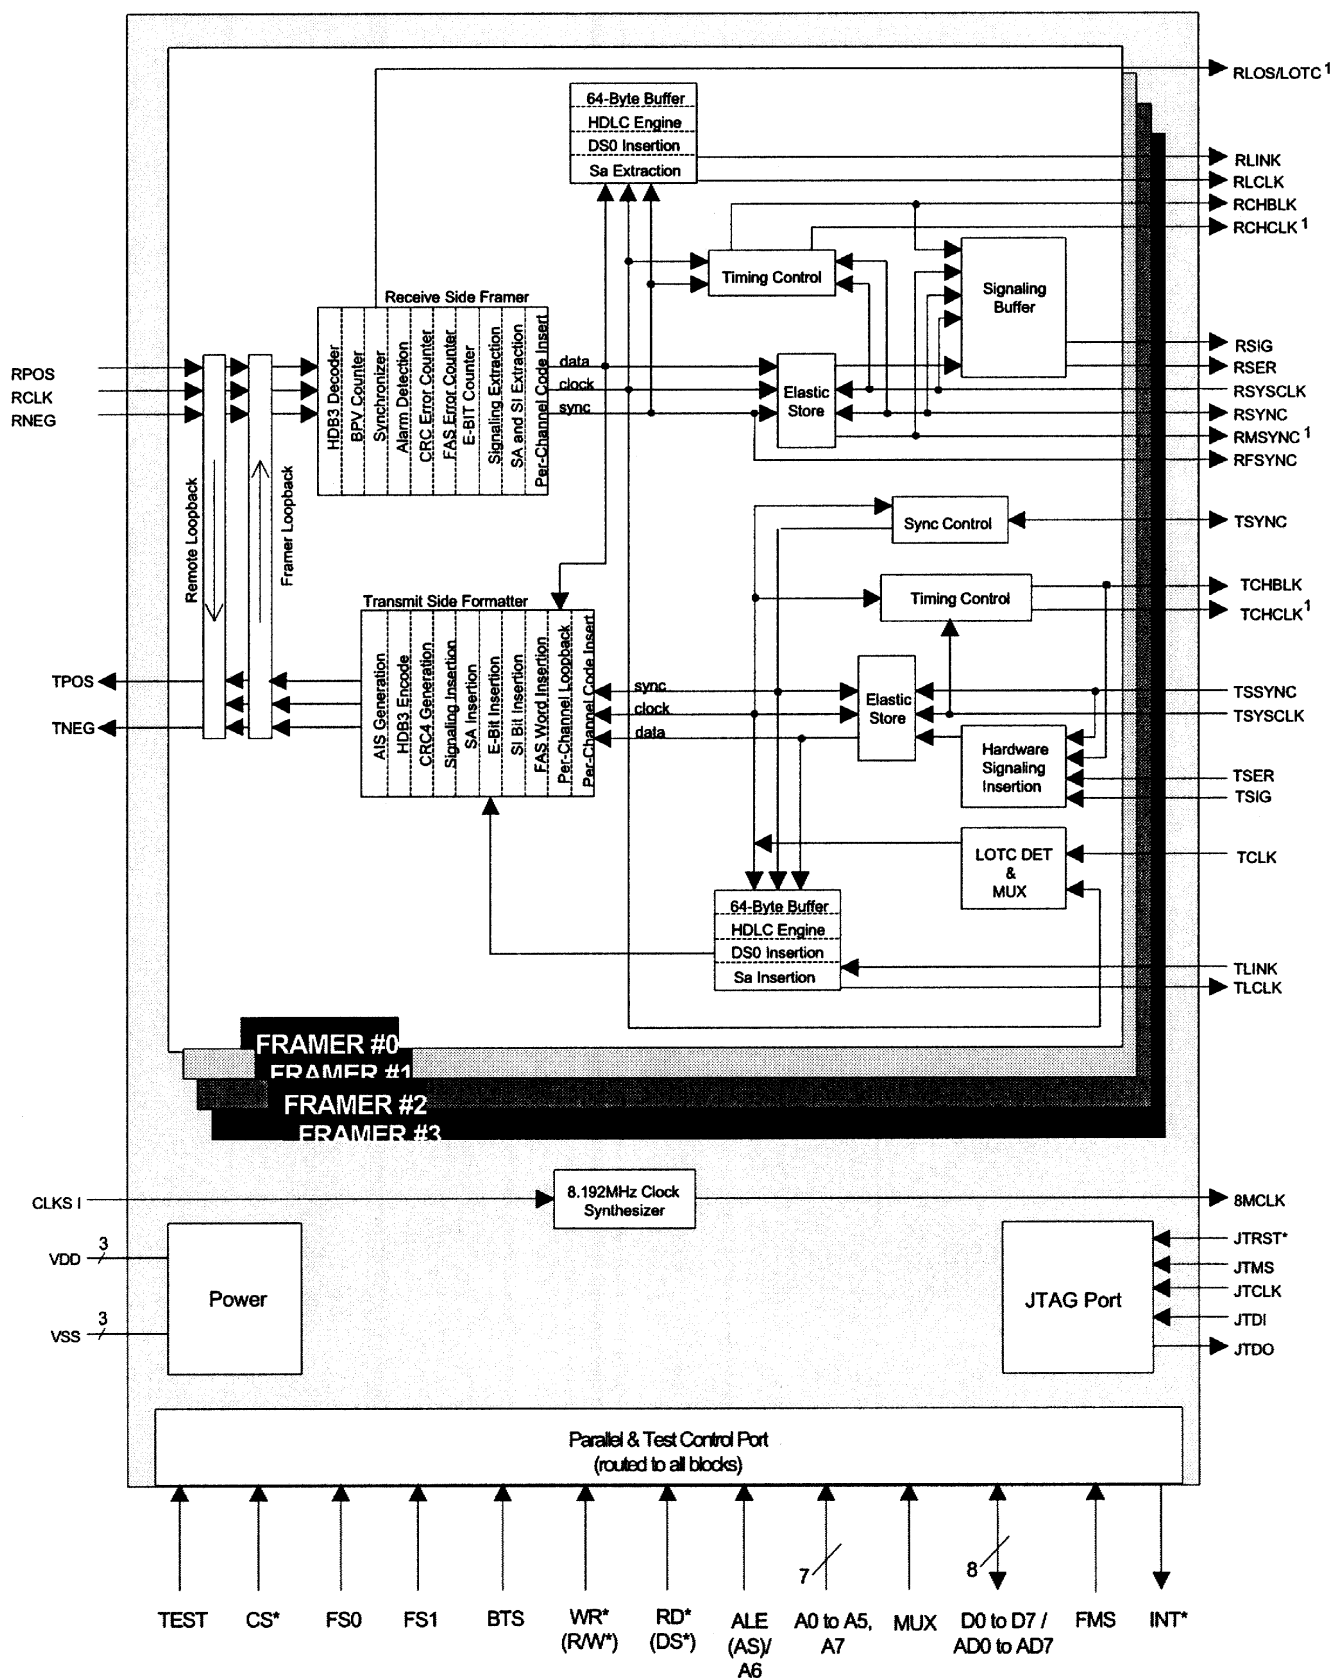 RLOS/LOTC 1
64-Byte Buffer
HDLC Engine
DS0 Insertion
Sa Extraction
RLINK
RLCLK
RCHBLK
RCHCLK 1
Timing Control
Signaling
Buffer
Receive Side Framer
HDB3 Decoder
BPV Counter
Synchronizer
Alarm Detection
CRC Error Counter
FAS Error Counter
E-BIT Counter
Signaling Extraction
SA and SI Extraction
Per-Channel Code Insert
RPOS
RCLK
RNEG
data
clock
sync
Elastic
Store
RSIG
RSER
RSYSCLK
RSYNC
RMSYNC 1
RFSYNC
Remote Loopback
Framer Loopback
Sync Control
TSYNC
Timing Control
TCHBLK
TCHCLK 1
Transmit Side Formatter
AIS Generation
HDB3 Encode
CRC4 Generation
Signaling Insertion
SA Insertion
E-Bit Insertion
SI Bit Insertion
FAS Word Insertion
Per-Channel Loopback
Per-Channel Code Insert
TPOS
TNEG
sync
clock
data
Elastic
Store
TSSYNC
TSYSCLK
Hardware
Signaling
Insertion
TSER
TSIG
LOTC DET
&
MUX
TCLK
64-Byte Buffer
HDLC Engine
DS0 Insertion
Sa Insertion
TLINK
TLCLK
FRAMER #0
FRAMER #1
FRAMER #2
FRAMER #3
CLKS I
8.192MHz Clock
Synthesizer
8MCLK
VDD
3
VSS
3
Power
JTAG Port
JTRST*
JTMS
JTCLK
JTDI
JTDO
Parallel & Test Control Port
(routed to all blocks)
7
8
TEST
CS*
FS0
FS1
BTS
WR*
(R/W*)
RD*
(DS*)
ALE
(AS)/
A6
A0 to A5,
A7
MUX
D0 to D7 /
AD0 to AD7
FMS
INT*